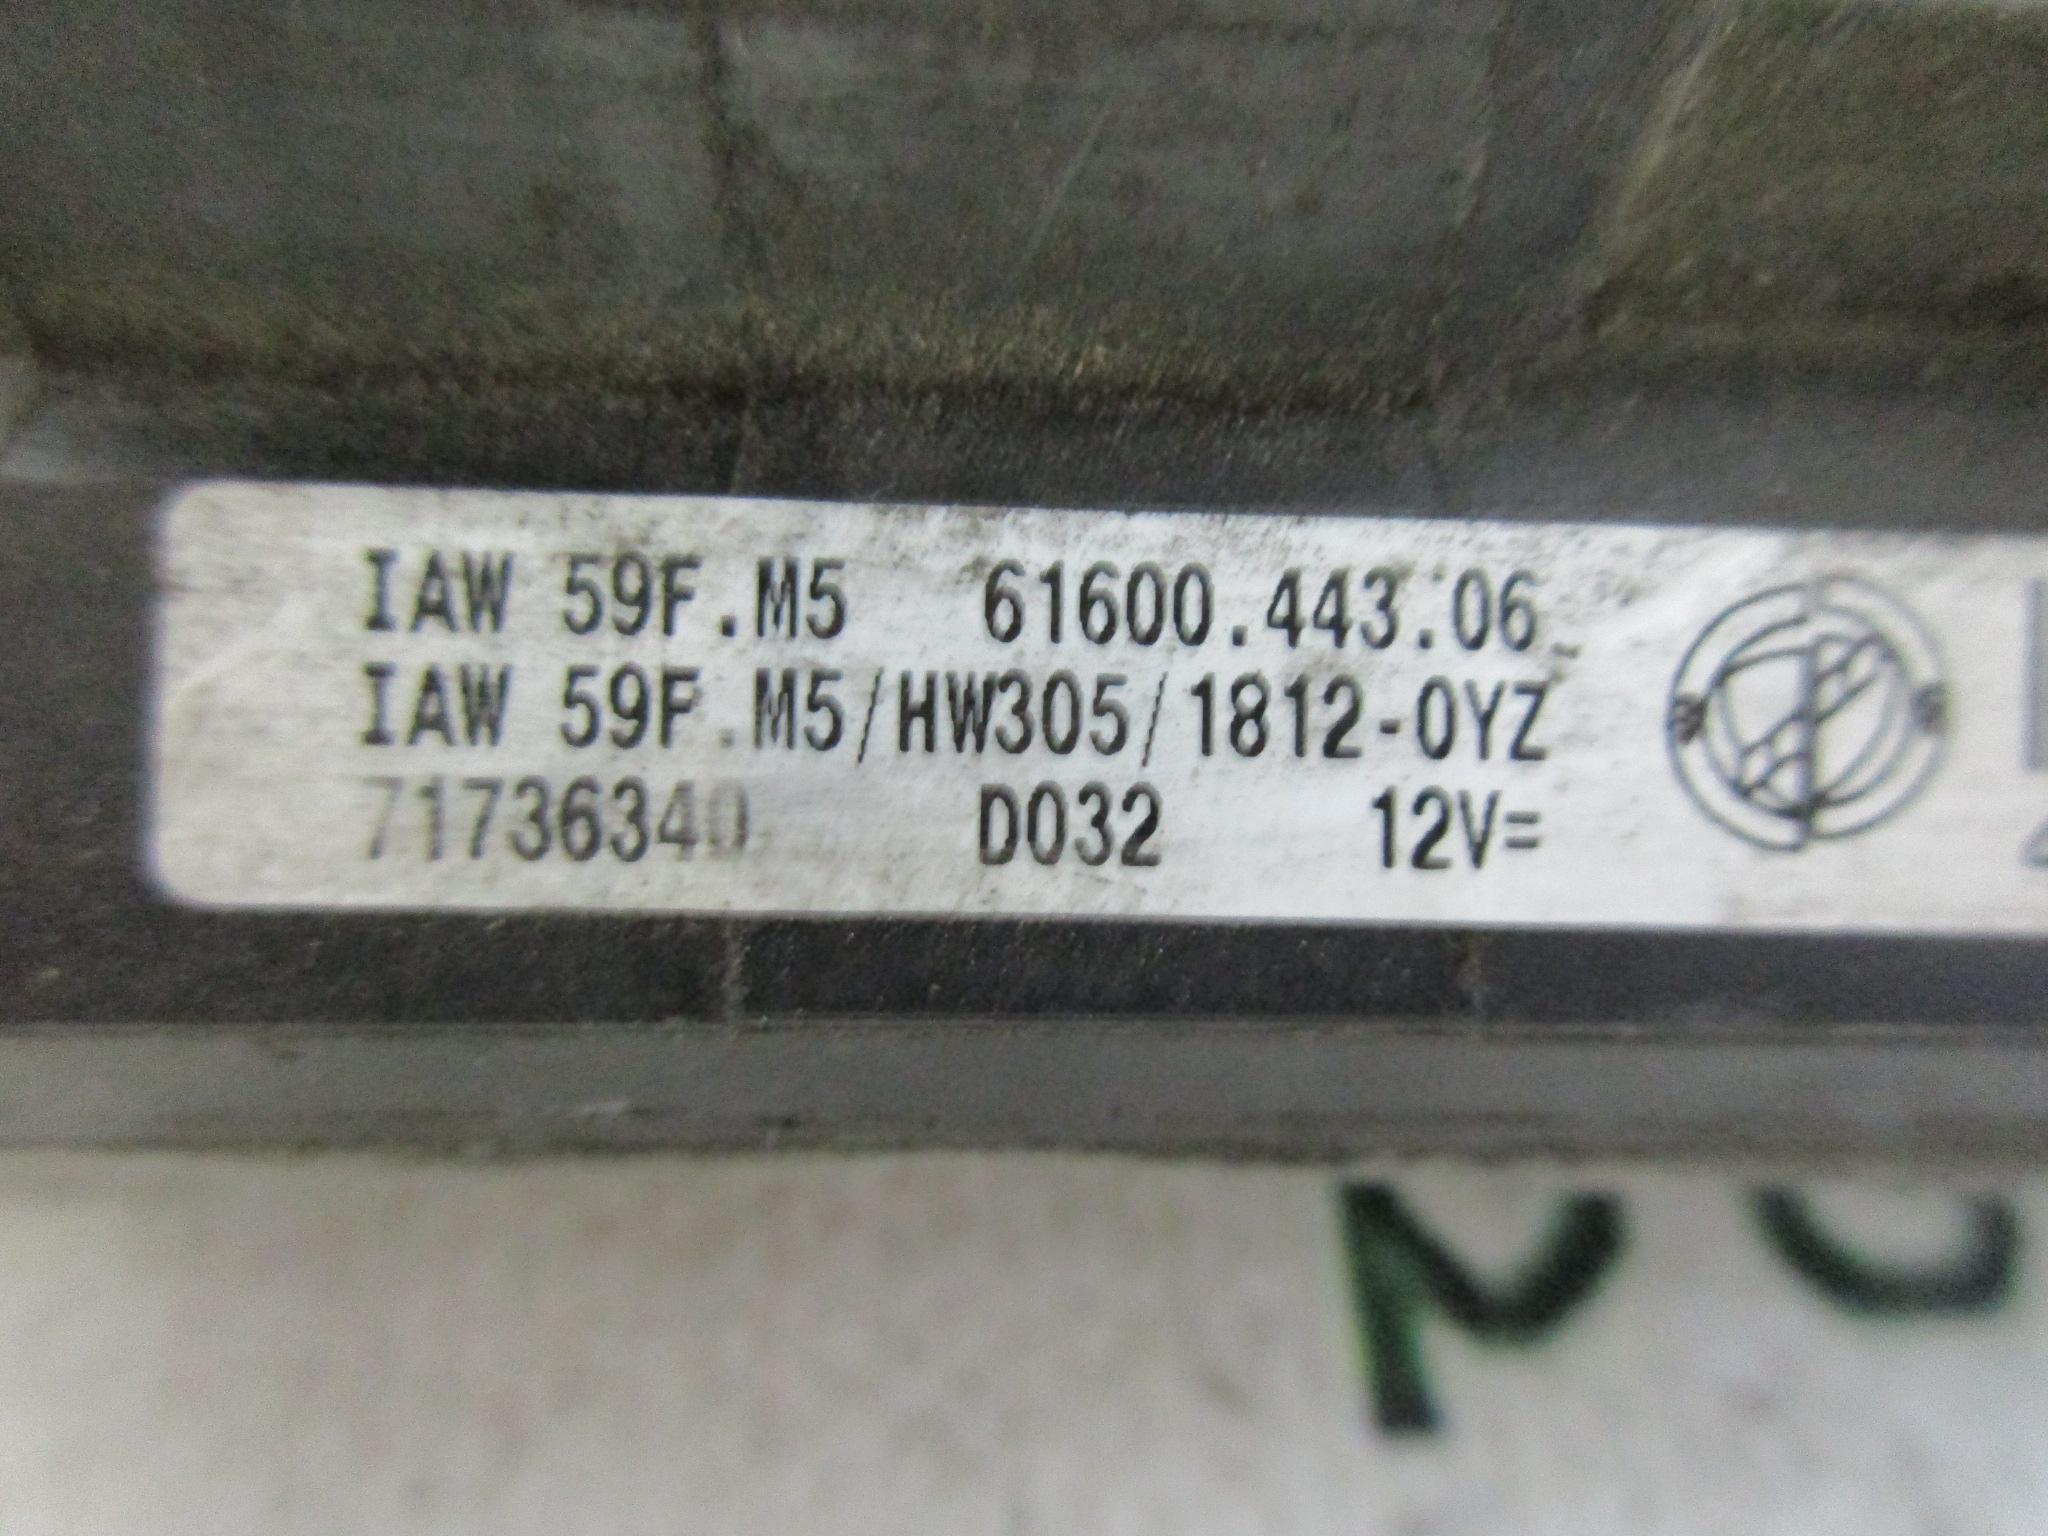 IAW 59F.M5 61600.443.06
IAW 59F.M5/HW305/1812-0YZ
71736340 D032 12V=